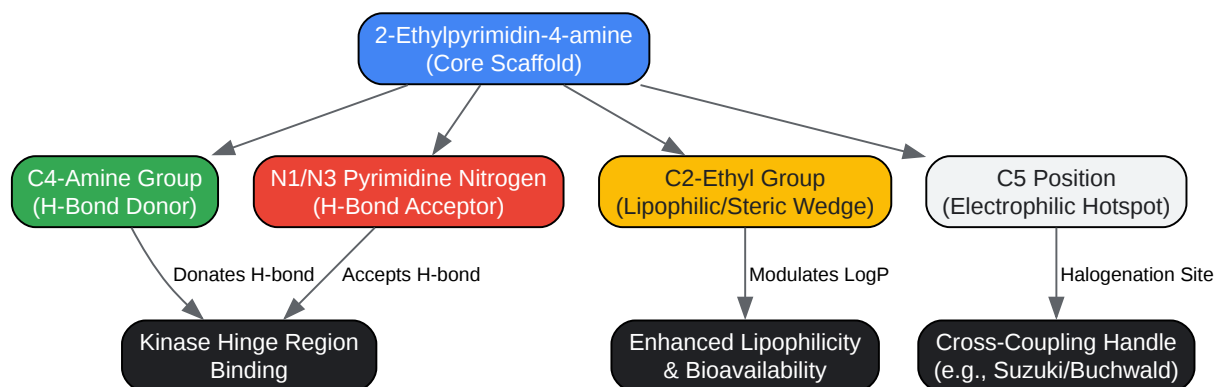 2-Ethylpyrimidin-4-amine
(Core Scaffold)
C4-Amine Group
(H-Bond Donor)
N1/N3 Pyrimidine Nitrogen
(H-Bond Acceptor)
C2-Ethyl Group
(Lipophilic/Steric Wedge)
C5 Position
(Electrophilic Hotspot)
Donates H-bond
Accepts H-bond
Modulates LogP
Halogenation Site
Kinase Hinge Region
Binding
Enhanced Lipophilicity
& Bioavailability
Cross-Coupling Handle
(e.g., Suzuki/Buchwald)